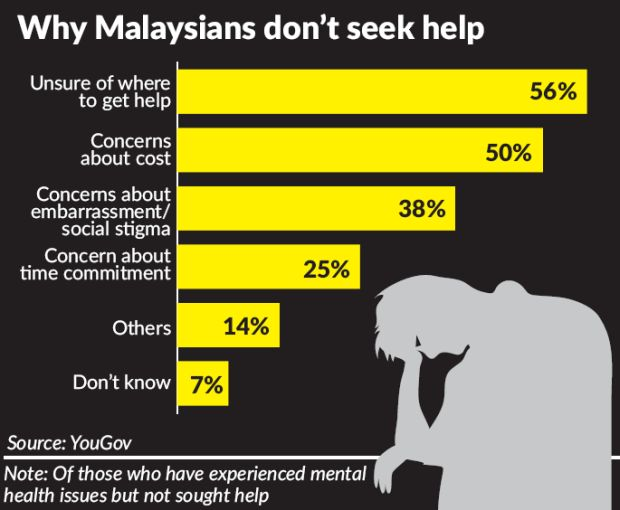 Why Malaysians don't seek help
Unsure of where
to get help
56%
Concerns
about cost
50%
Concerns about
embarrassment/
social stigma
38%
Concern about
time commitment
25%
Others
14%
Don't know
7%
Source: YouGov
Note: Of those who have experienced mental
health issues but not sought help